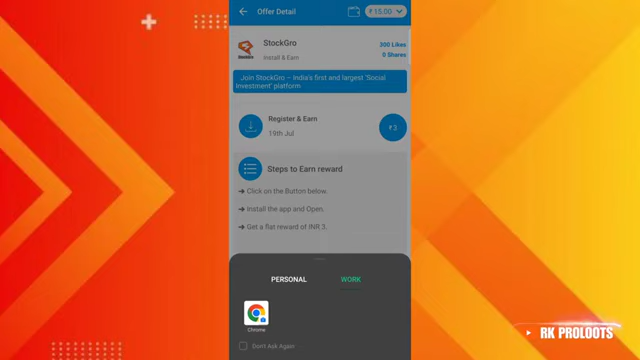 Offer Detail
₹15.00
StockGro
Install & Earn
300 Likes
0 Shares
Join StockGro – India's first and largest 'Social
Investment' platform
Register & Earn
19th Jul
₹3
Steps to Earn reward
➔ Click on the Button below.
➔ Install the app and Open.
➔ Get a flat reward of INR 3.
PERSONAL
WORK
Chrome
Don't Ask Again
RK PROLOOTS